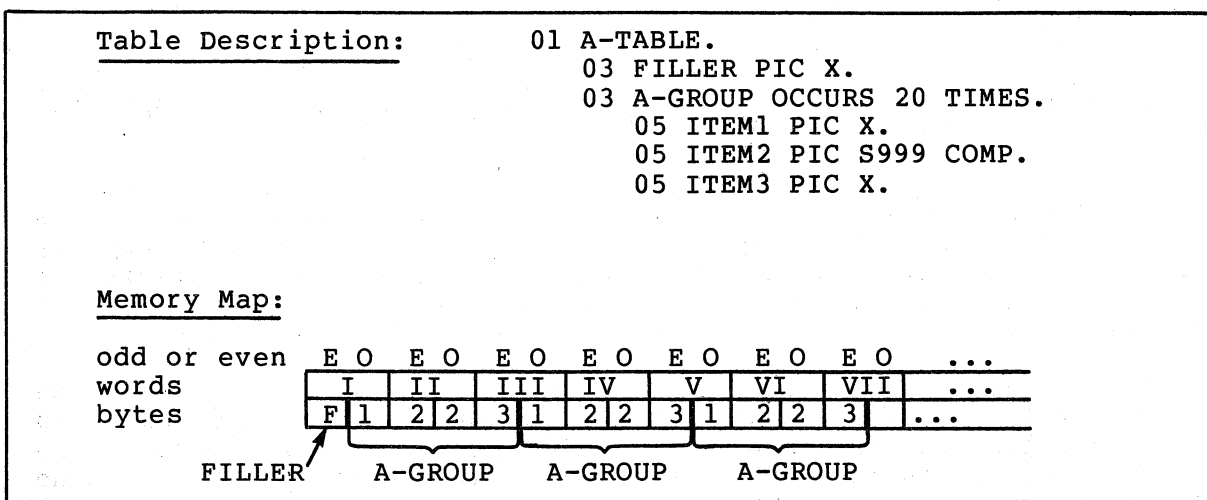 Table Description: 01 A-TABLE.
03 FILLER PIC X.
03 A-GROUP OCCURS 20 TIMES.
05 ITEM1 PIC X.
05 ITEM2 PIC S999 COMP.
05 ITEM3 PIC X.
Memory Map:
odd or even E O E O E O E O E O E O E O ...
words I II III IV V VI VII ...
bytes F 1 2 2 3 1 2 2 3 1 2 2 3 ...
FILLER A-GROUP A-GROUP A-GROUP